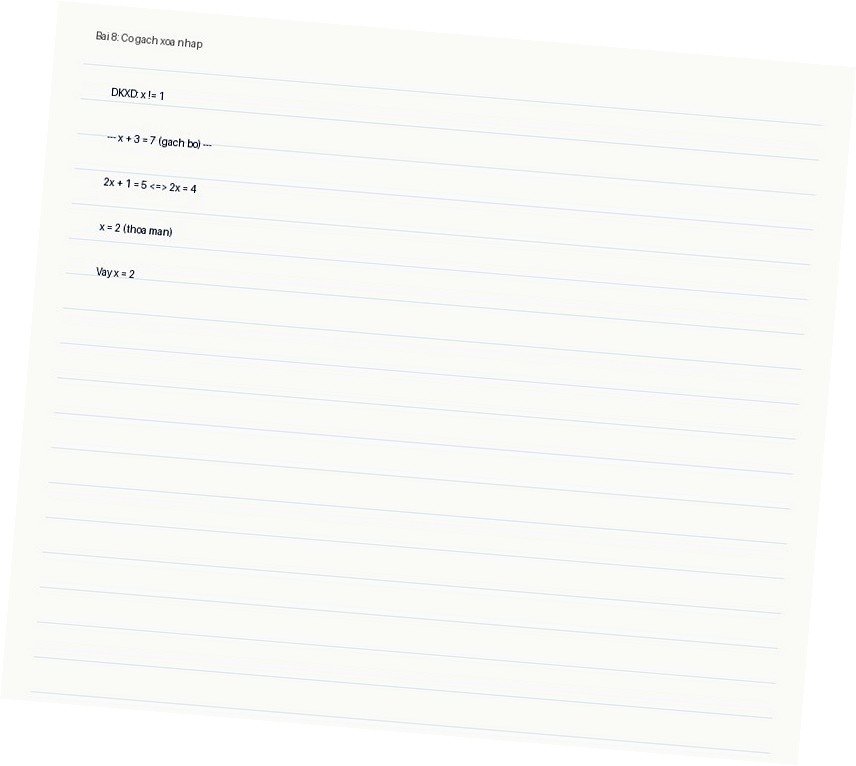 Bai 8: Co gach xoa nhap
DKXD: x != 1
--- x + 3 = 7 (gach bo) ---
2x + 1 = 5 <=> 2x = 4
x = 2 (thoa man)
Vay x = 2